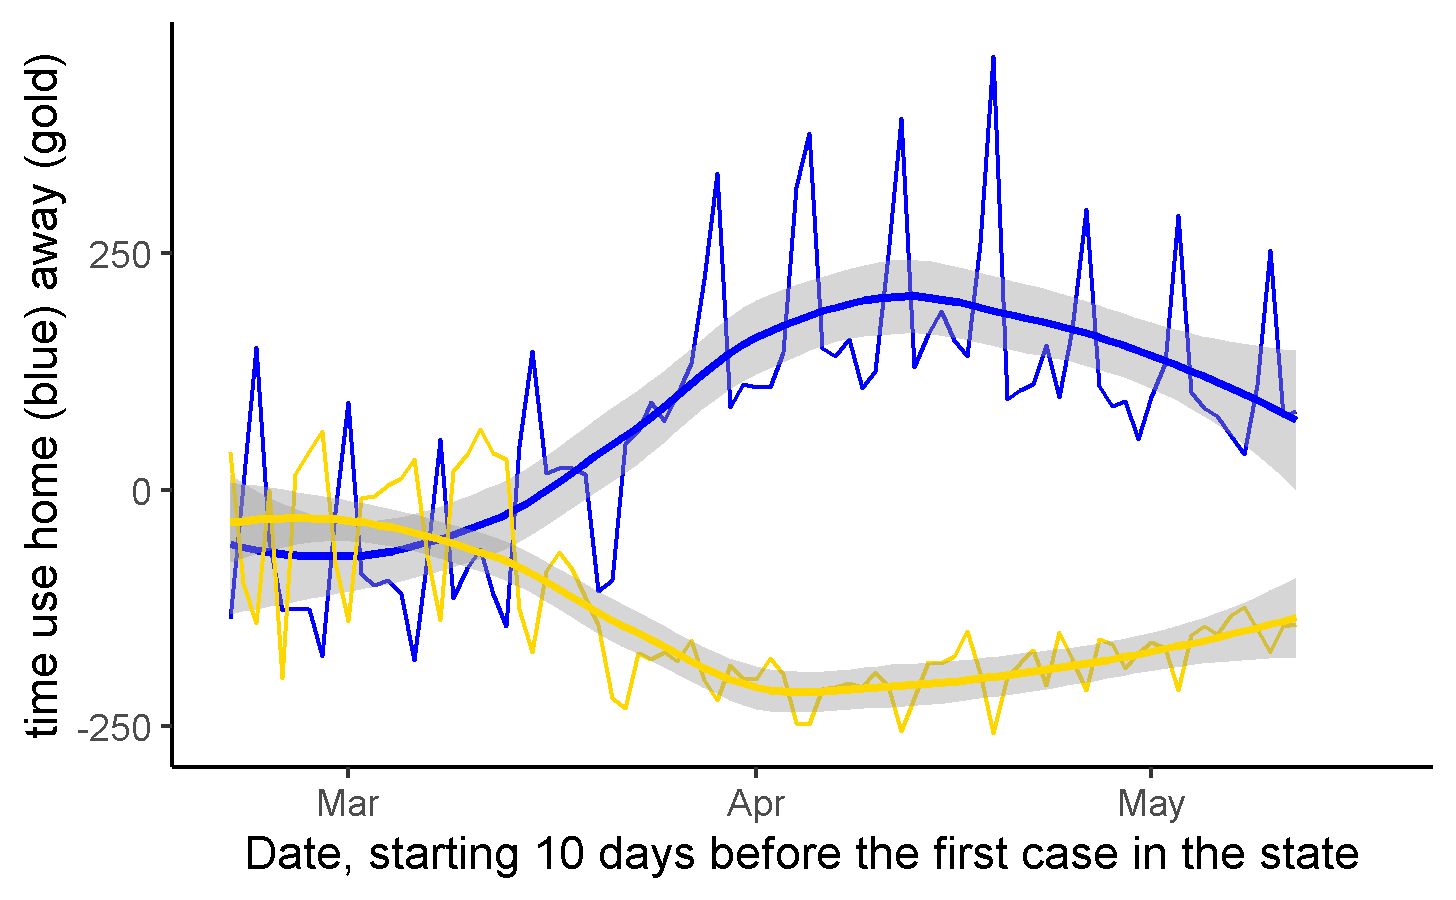 time use home (blue) away (gold)
250
0
-250
Mar
Apr
May
Date, starting 10 days before the first case in the state